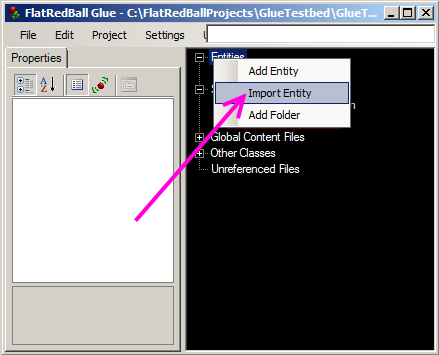 FlatRedBall Glue - C:\FlatRedBallProjects\GlueTestbed\GlueT...
File Edit Project Settings
Properties
Entities
Add Entity
Import Entity
Add Folder
Global Content Files
Other Classes
Unreferenced Files